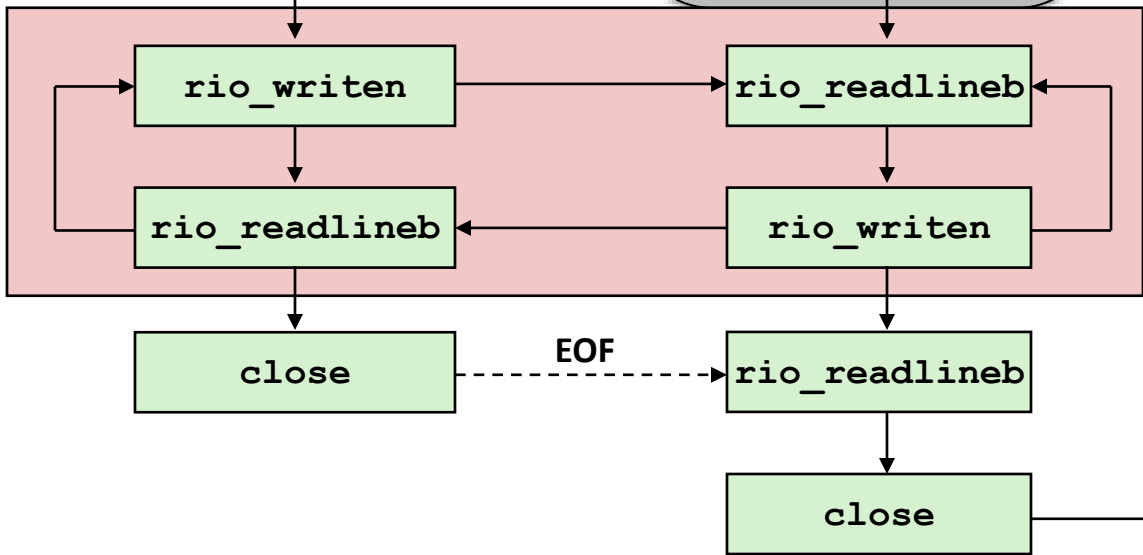 rio_writen
rio_readlineb
rio_readlineb
rio_writen
close
EOF
rio_readlineb
close